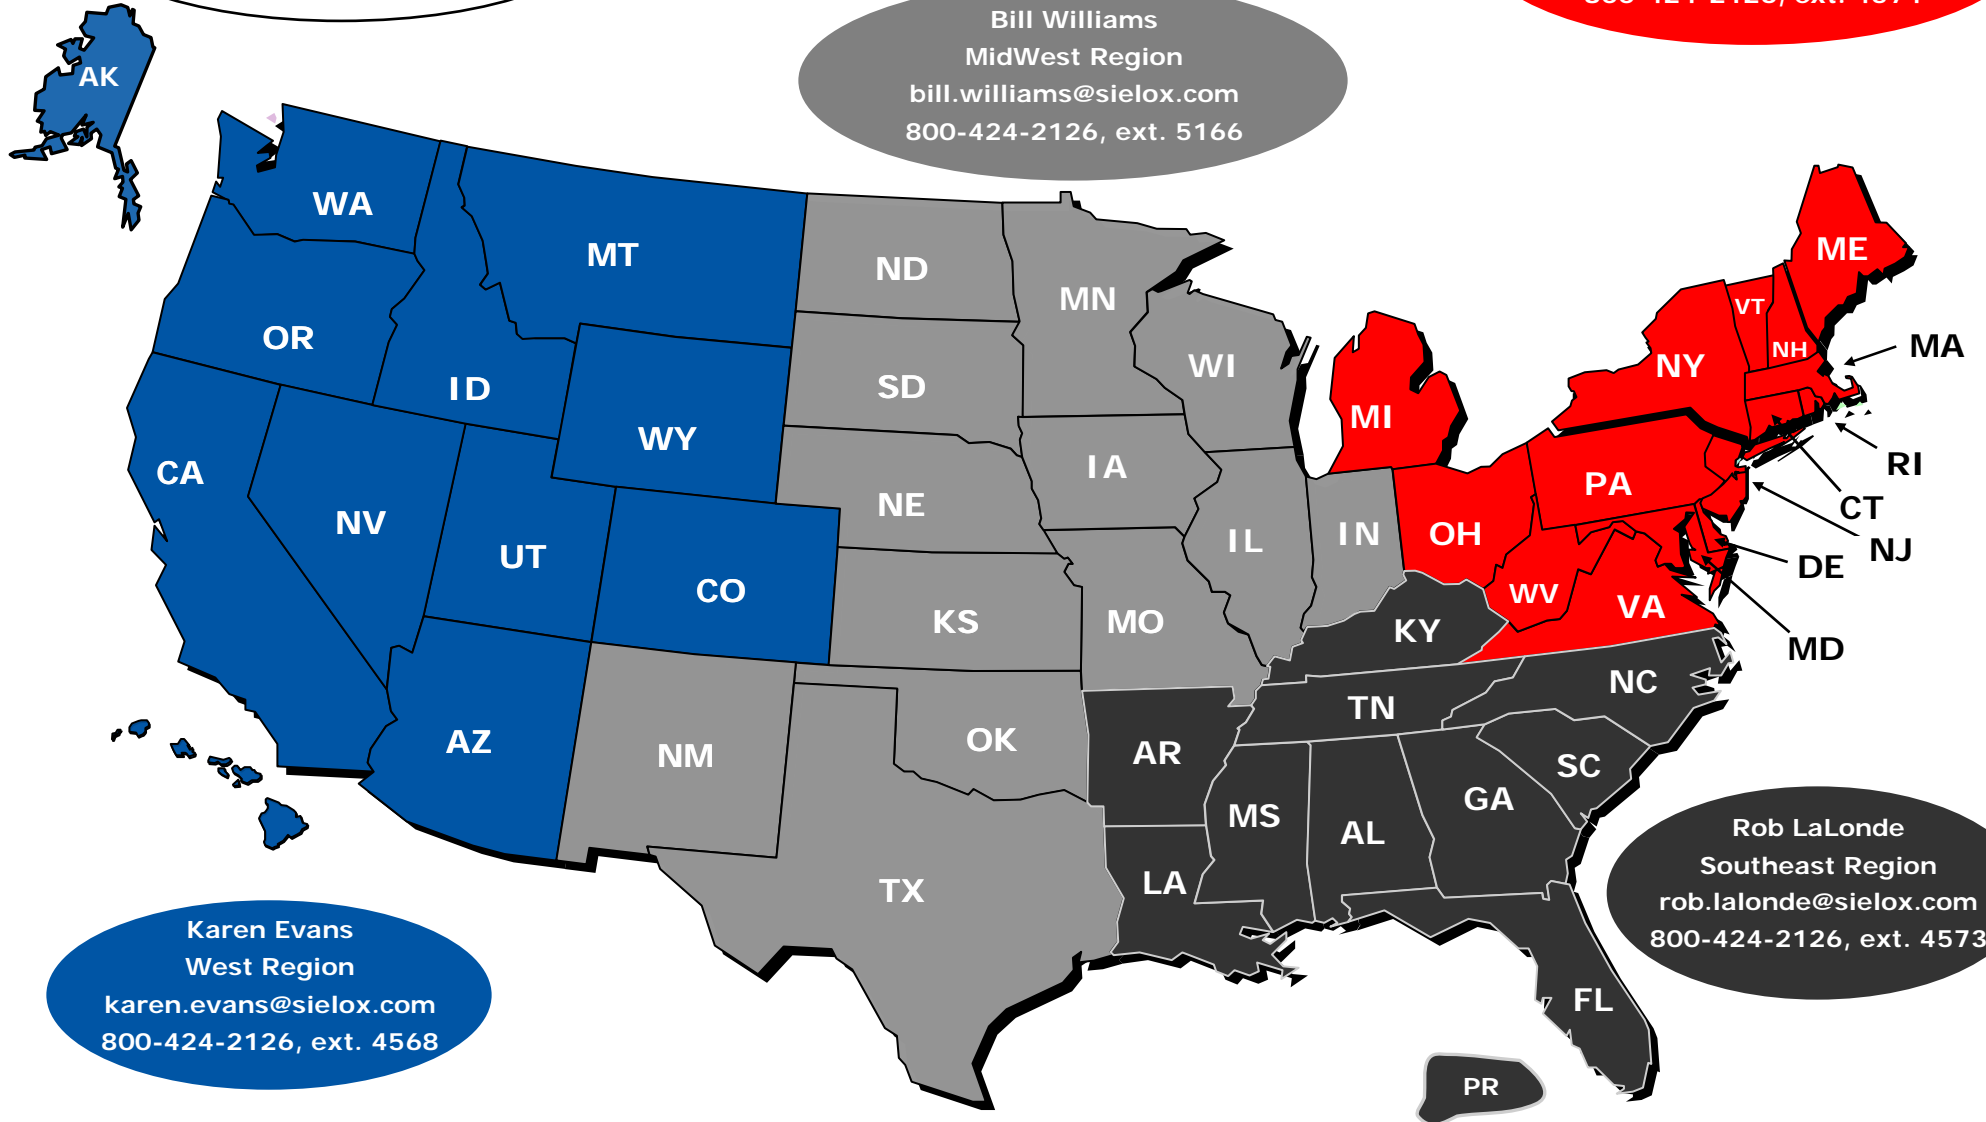 Bill Williams
MidWest Region
bill.williams@sielox.com
800-424-2126, ext. 5166
AK
WA
MT
ND
MN
ME
VT
NH
MA
OR
ID
SD
WI
NY
MI
WY
CA
IA
PA
RI
NV
NE
CT
UT
IL
IN
OH
NJ
DE
CO
KS
MO
KY
WV
VA
MD
NC
TN
AZ
NM
OK
AR
SC
GA
MS
AL
TX
LA
FL
PR
Rob LaLonde
Southeast Region
rob.lalonde@sielox.com
800-424-2126, ext. 4573
Karen Evans
West Region
karen.evans@sielox.com
800-424-2126, ext. 4568